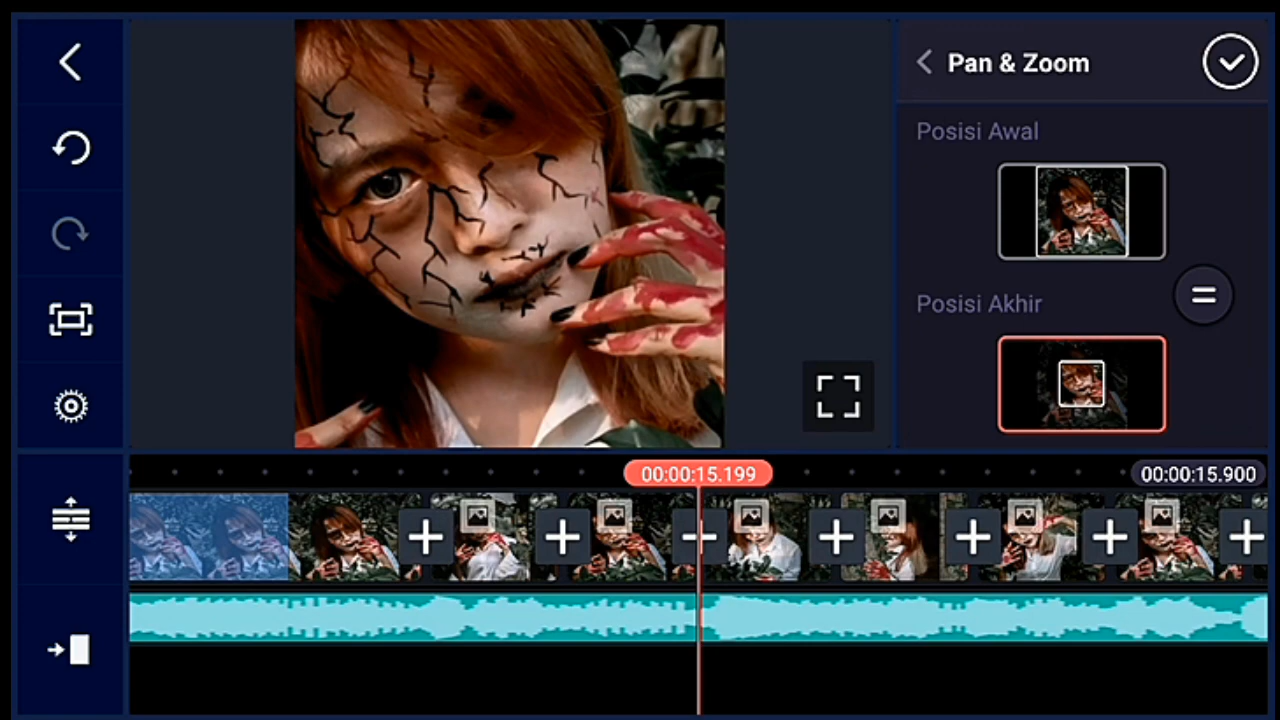 Pan & Zoom
Posisi Awal
Posisi Akhir
00:00:15.199
00:00:15.900